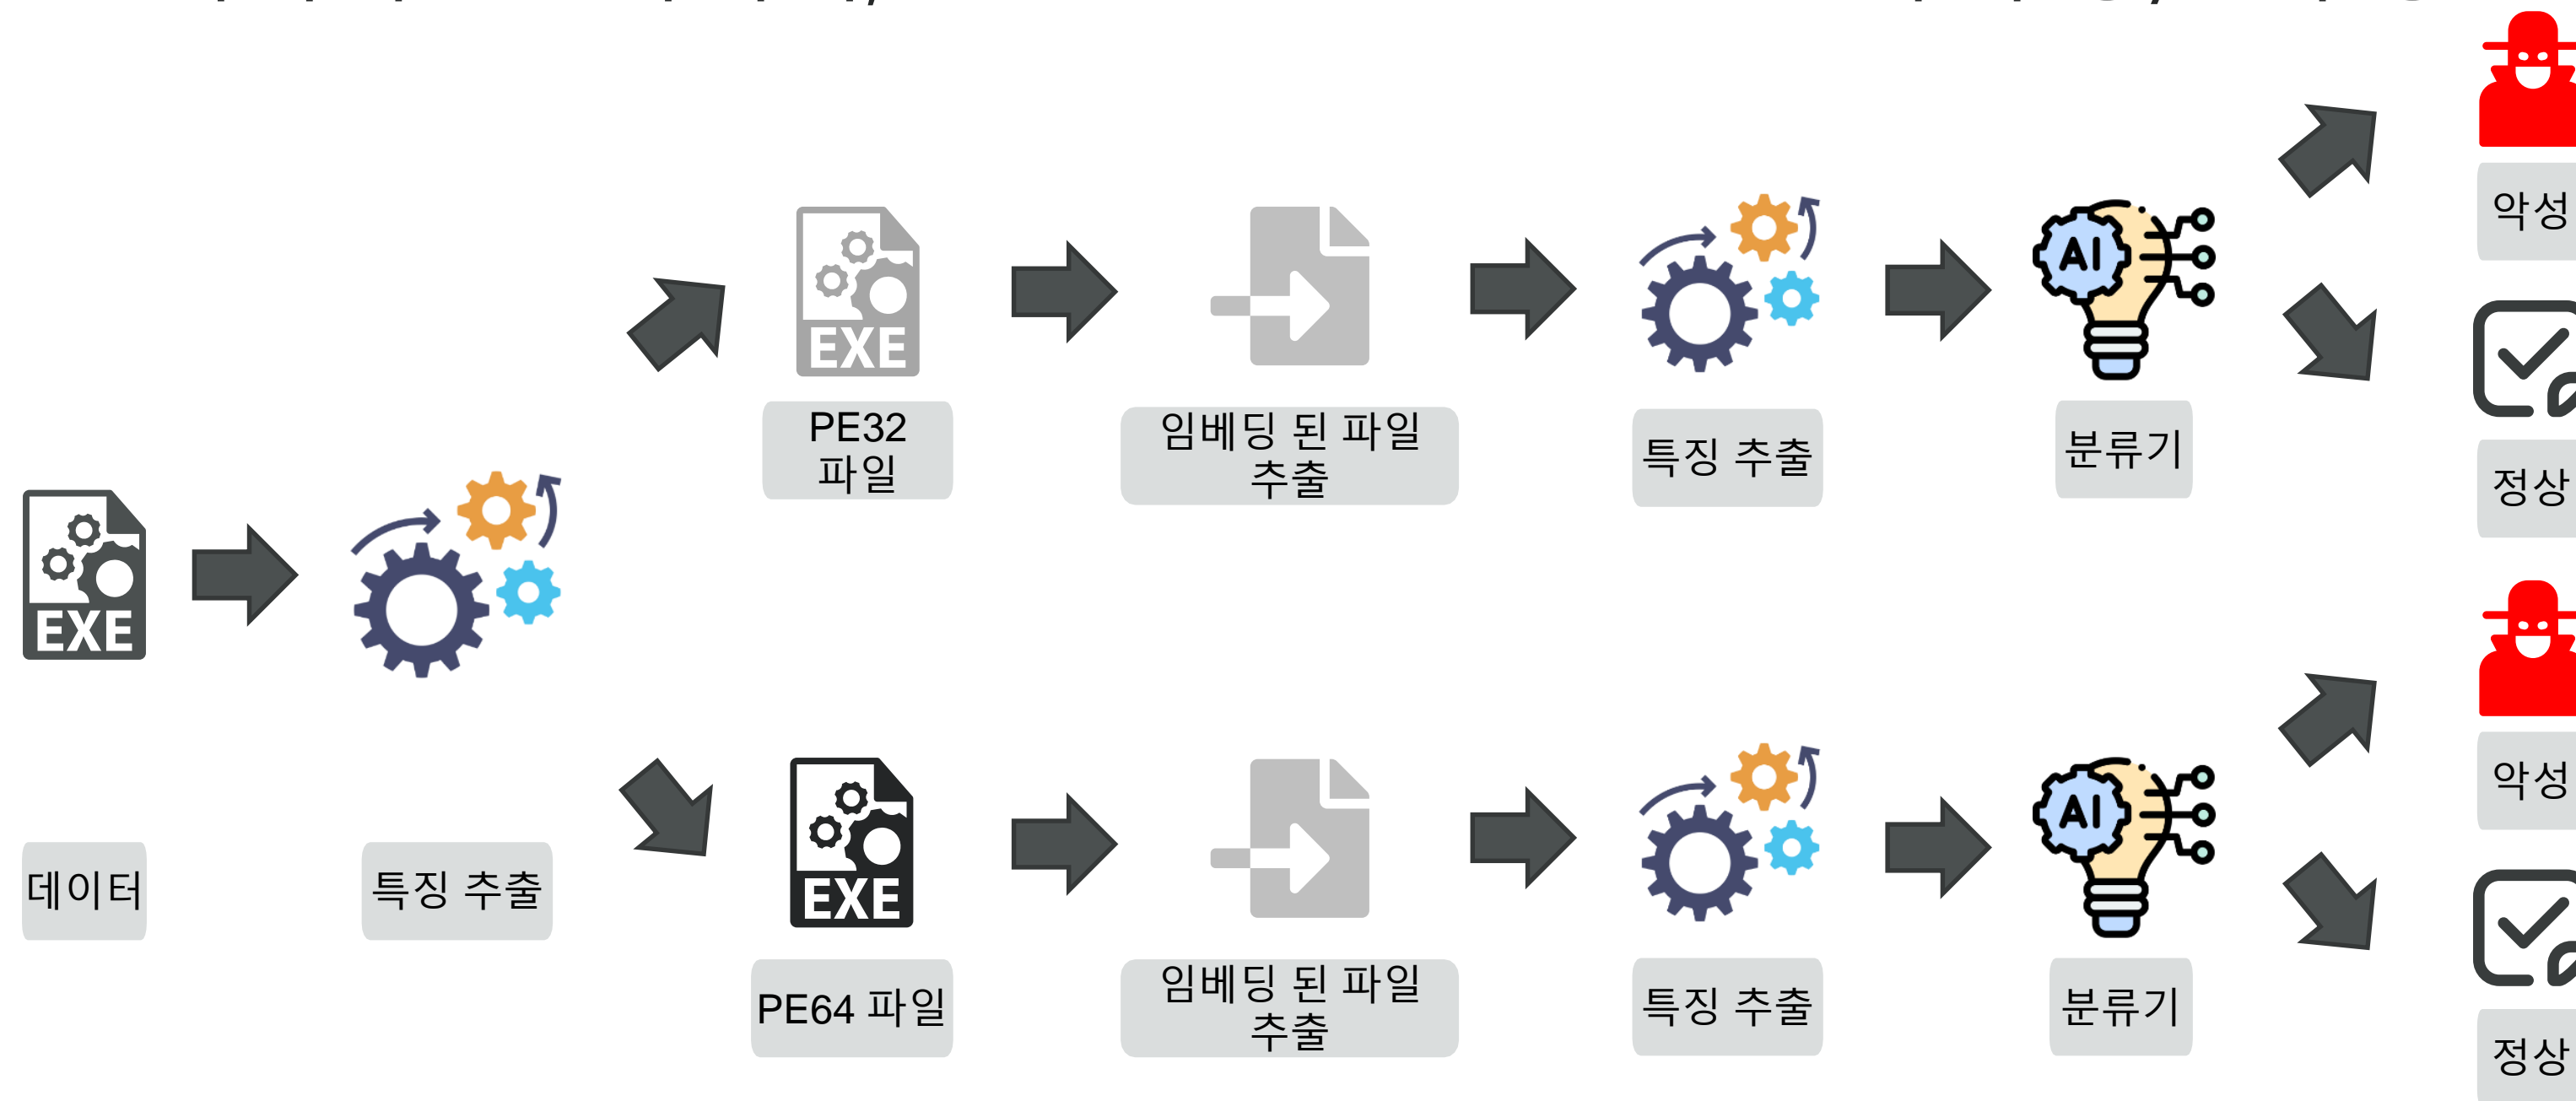 EXE
PE32
파일
임베딩 된 파일
추출
특징 추출
AI
분류기
악성
정상
EXE
데이터
특징 추출
EXE
PE64 파일
임베딩 된 파일
추출
특징 추출
AI
분류기
악성
정상